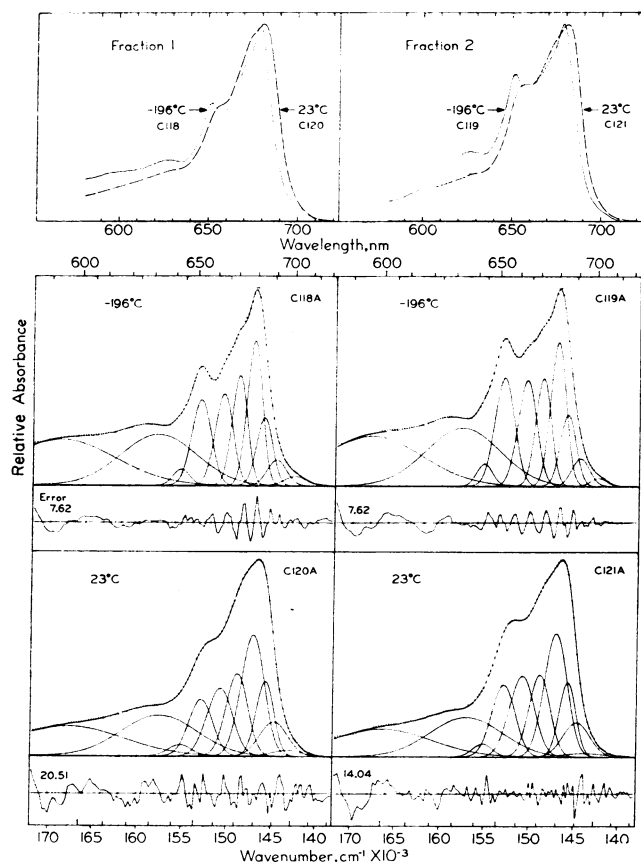 Fraction 1
Fraction 2
-196°C
C118
23°C
C120
-196°C
C119
23°C
C121
600 650 700 600 650 700
Wavelength, nm
600 650 700 600 650 700
Relative Absorbance
-196°C
C118A
-196°C
C119A
Error
7.62
7.62
23°C
C120A
23°C
C121A
20.51
14.04
170 165 155 150 145 140 170 165 155 150 145 140
Wavenumber, cm⁻¹ X10⁻³